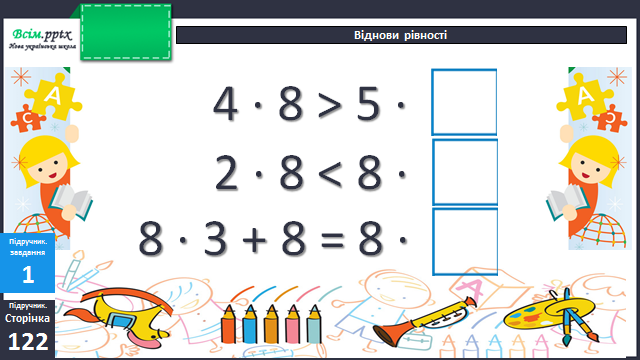 Всім.pptx
Нова українська школа
Віднови рівності
4 · 8 > 5 ·
2 · 8 < 8 ·
8 · 3 + 8 = 8 ·
Підручник.
завдання
1
Підручник.
Сторінка
122